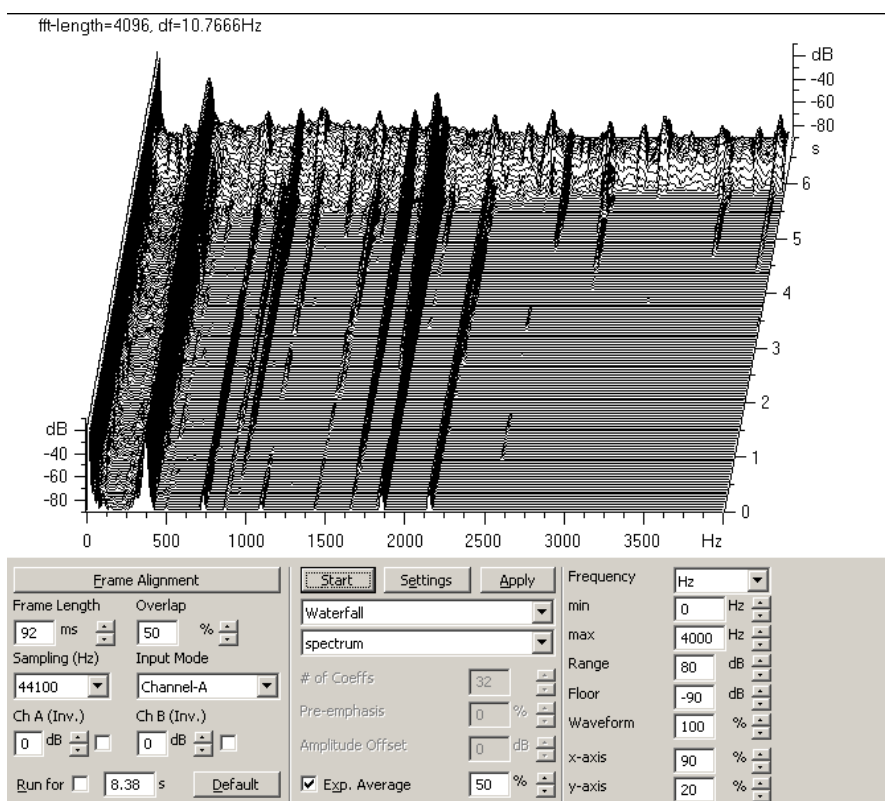 fft-length=4096, df=10.7666Hz
dB
-40
-60
-80
s
6
5
4
3
2
1
0
dB
-40
-60
-80
0 500 1000 1500 2000 2500 3000 3500 Hz
Frame Alignment
Frame Length Overlap
92 ms 50 %
Sampling (Hz) Input Mode
44100 Channel-A
Ch A (Inv.) Ch B (Inv.)
0 dB 0 dB
Run for 8.38 s Default
Start Settings Apply
Waterfall
spectrum
# of Coeffs 32
Pre-emphasis 0 %
Amplitude Offset 0 dB
Exp. Average 50 %
Frequency Hz
min 0 Hz
max 4000 Hz
Range 80 dB
Floor -90 dB
Waveform 100 %
x-axis 90 %
y-axis 20 %